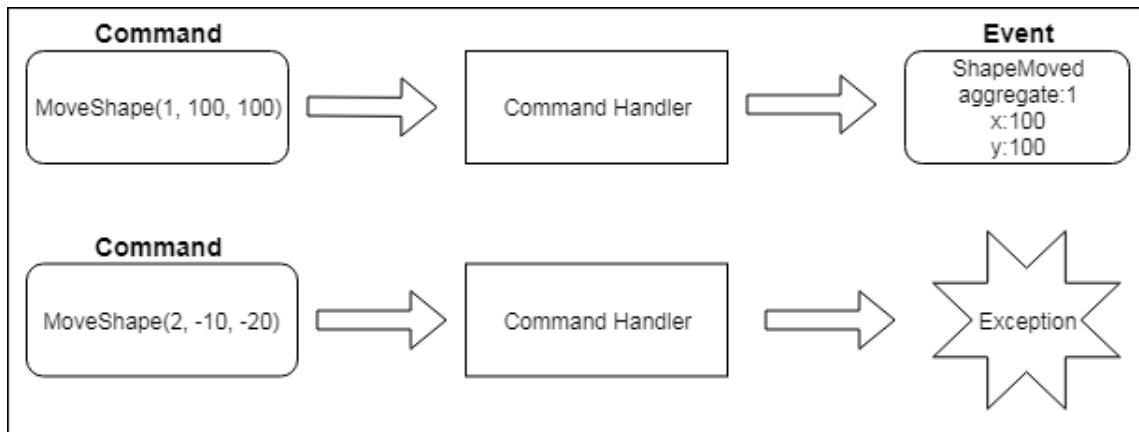 Command
Event
MoveShape(1, 100, 100)
Command Handler
ShapeMoved
aggregate:1
x:100
y:100
Command
MoveShape(2, -10, -20)
Command Handler
Exception